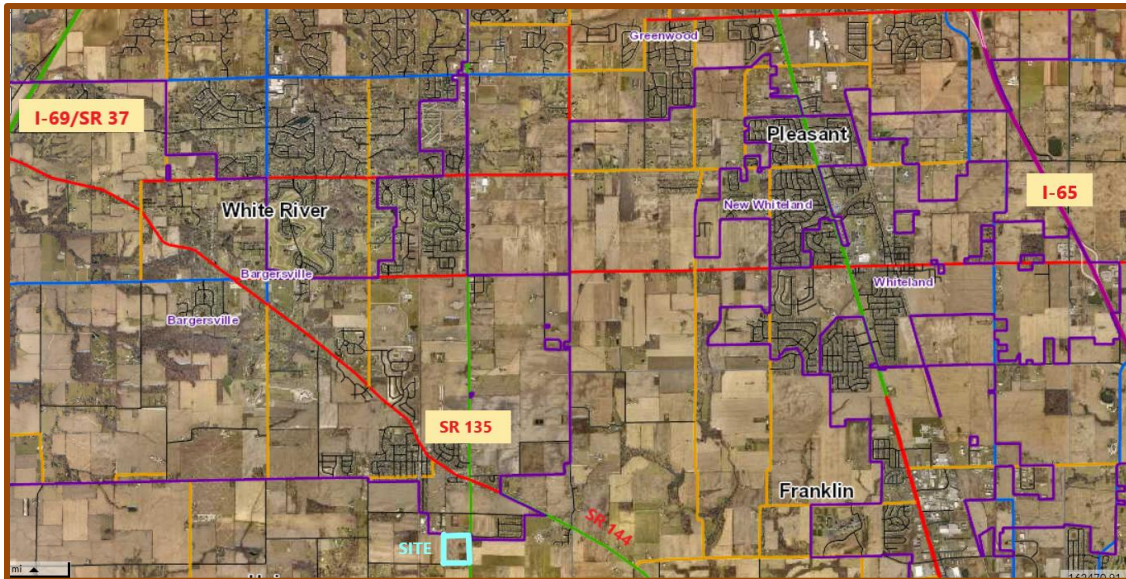 Greenwood
I-69/SR 37
Pleasant
I-65
White River
New Whiteland
Bargersville
Whiteland
Bargersville
SR 135
Franklin
SR 144
SITE
mi